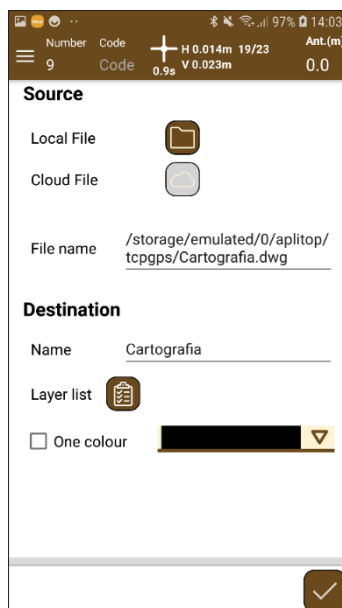 97% 14:03
Number Code H 0.014m 19/23 Ant.(m)
9 Code 0.9s V 0.023m 0.0
Source
Local File
Cloud File
File name /storage/emulated/0/aplitop/
tcpgps/Cartografia.dwg
Destination
Name Cartografia
Layer list
One colour